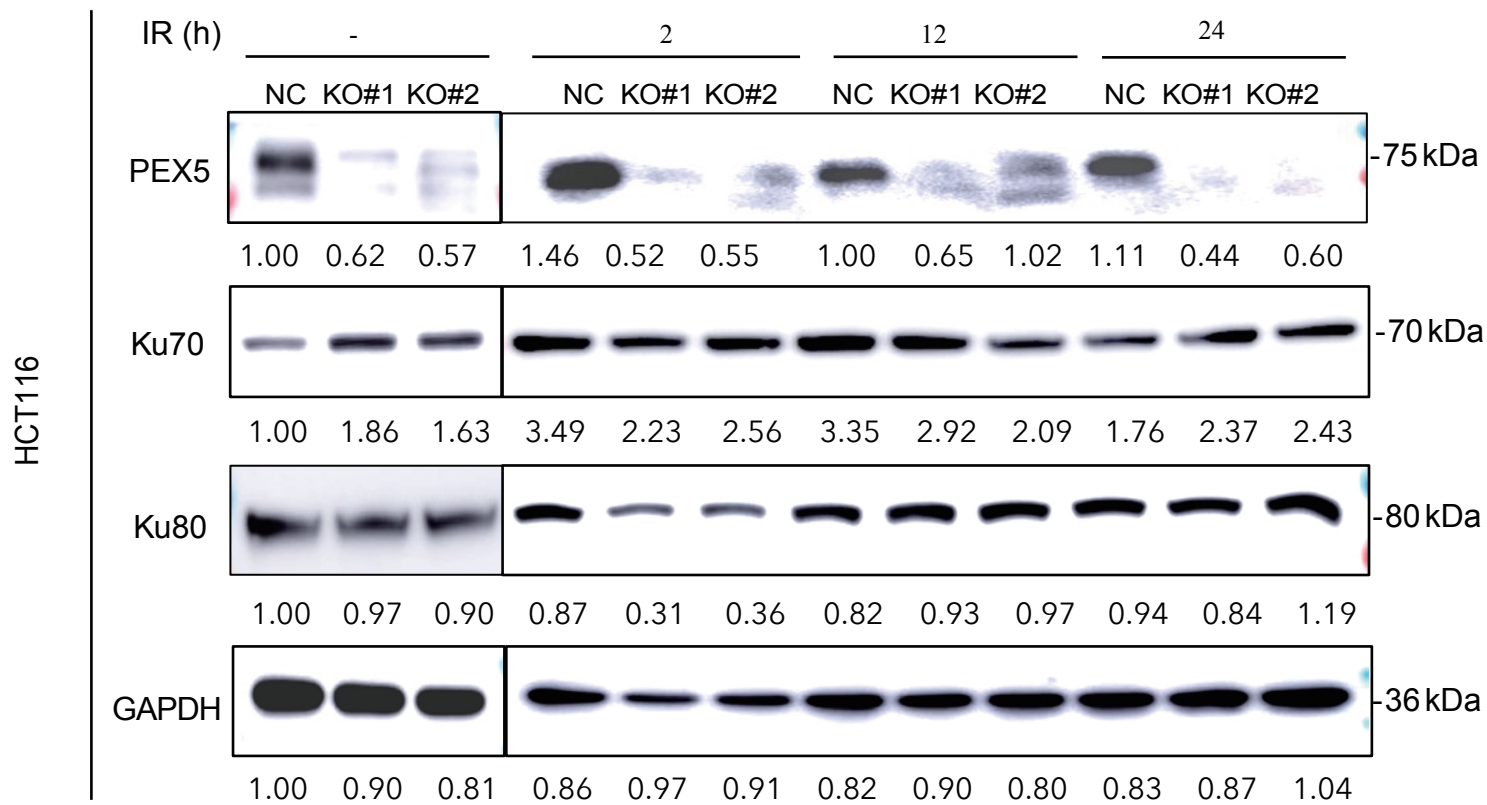 IR (h) - 2 12 24
NC KO#1 KO#2 NC KO#1 KO#2 NC KO#1 KO#2 NC KO#1 KO#2
PEX5 -75 kDa
1.00 0.62 0.57 1.46 0.52 0.55 1.00 0.65 1.02 1.11 0.44 0.60
Ku70 -70 kDa
1.00 1.86 1.63 3.49 2.23 2.56 3.35 2.92 2.09 1.76 2.37 2.43
HCT116
Ku80 -80 kDa
1.00 0.97 0.90 0.87 0.31 0.36 0.82 0.93 0.97 0.94 0.84 1.19
GAPDH -36 kDa
1.00 0.90 0.81 0.86 0.97 0.91 0.82 0.90 0.80 0.83 0.87 1.04